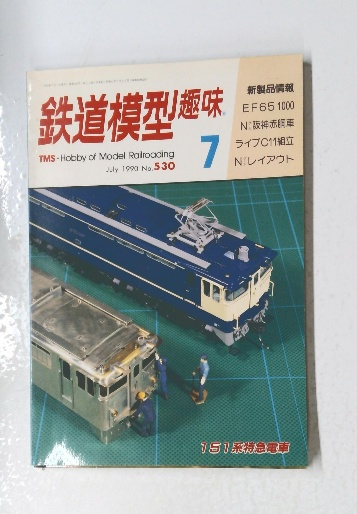 鉄道模型趣味
TMS・Hobby of Model Railroading
July 1990 No.530
7
新製品情報
EF65 1000
N:阪神赤胴車
ライブC11組立
N:レイアウト
151系特急電車